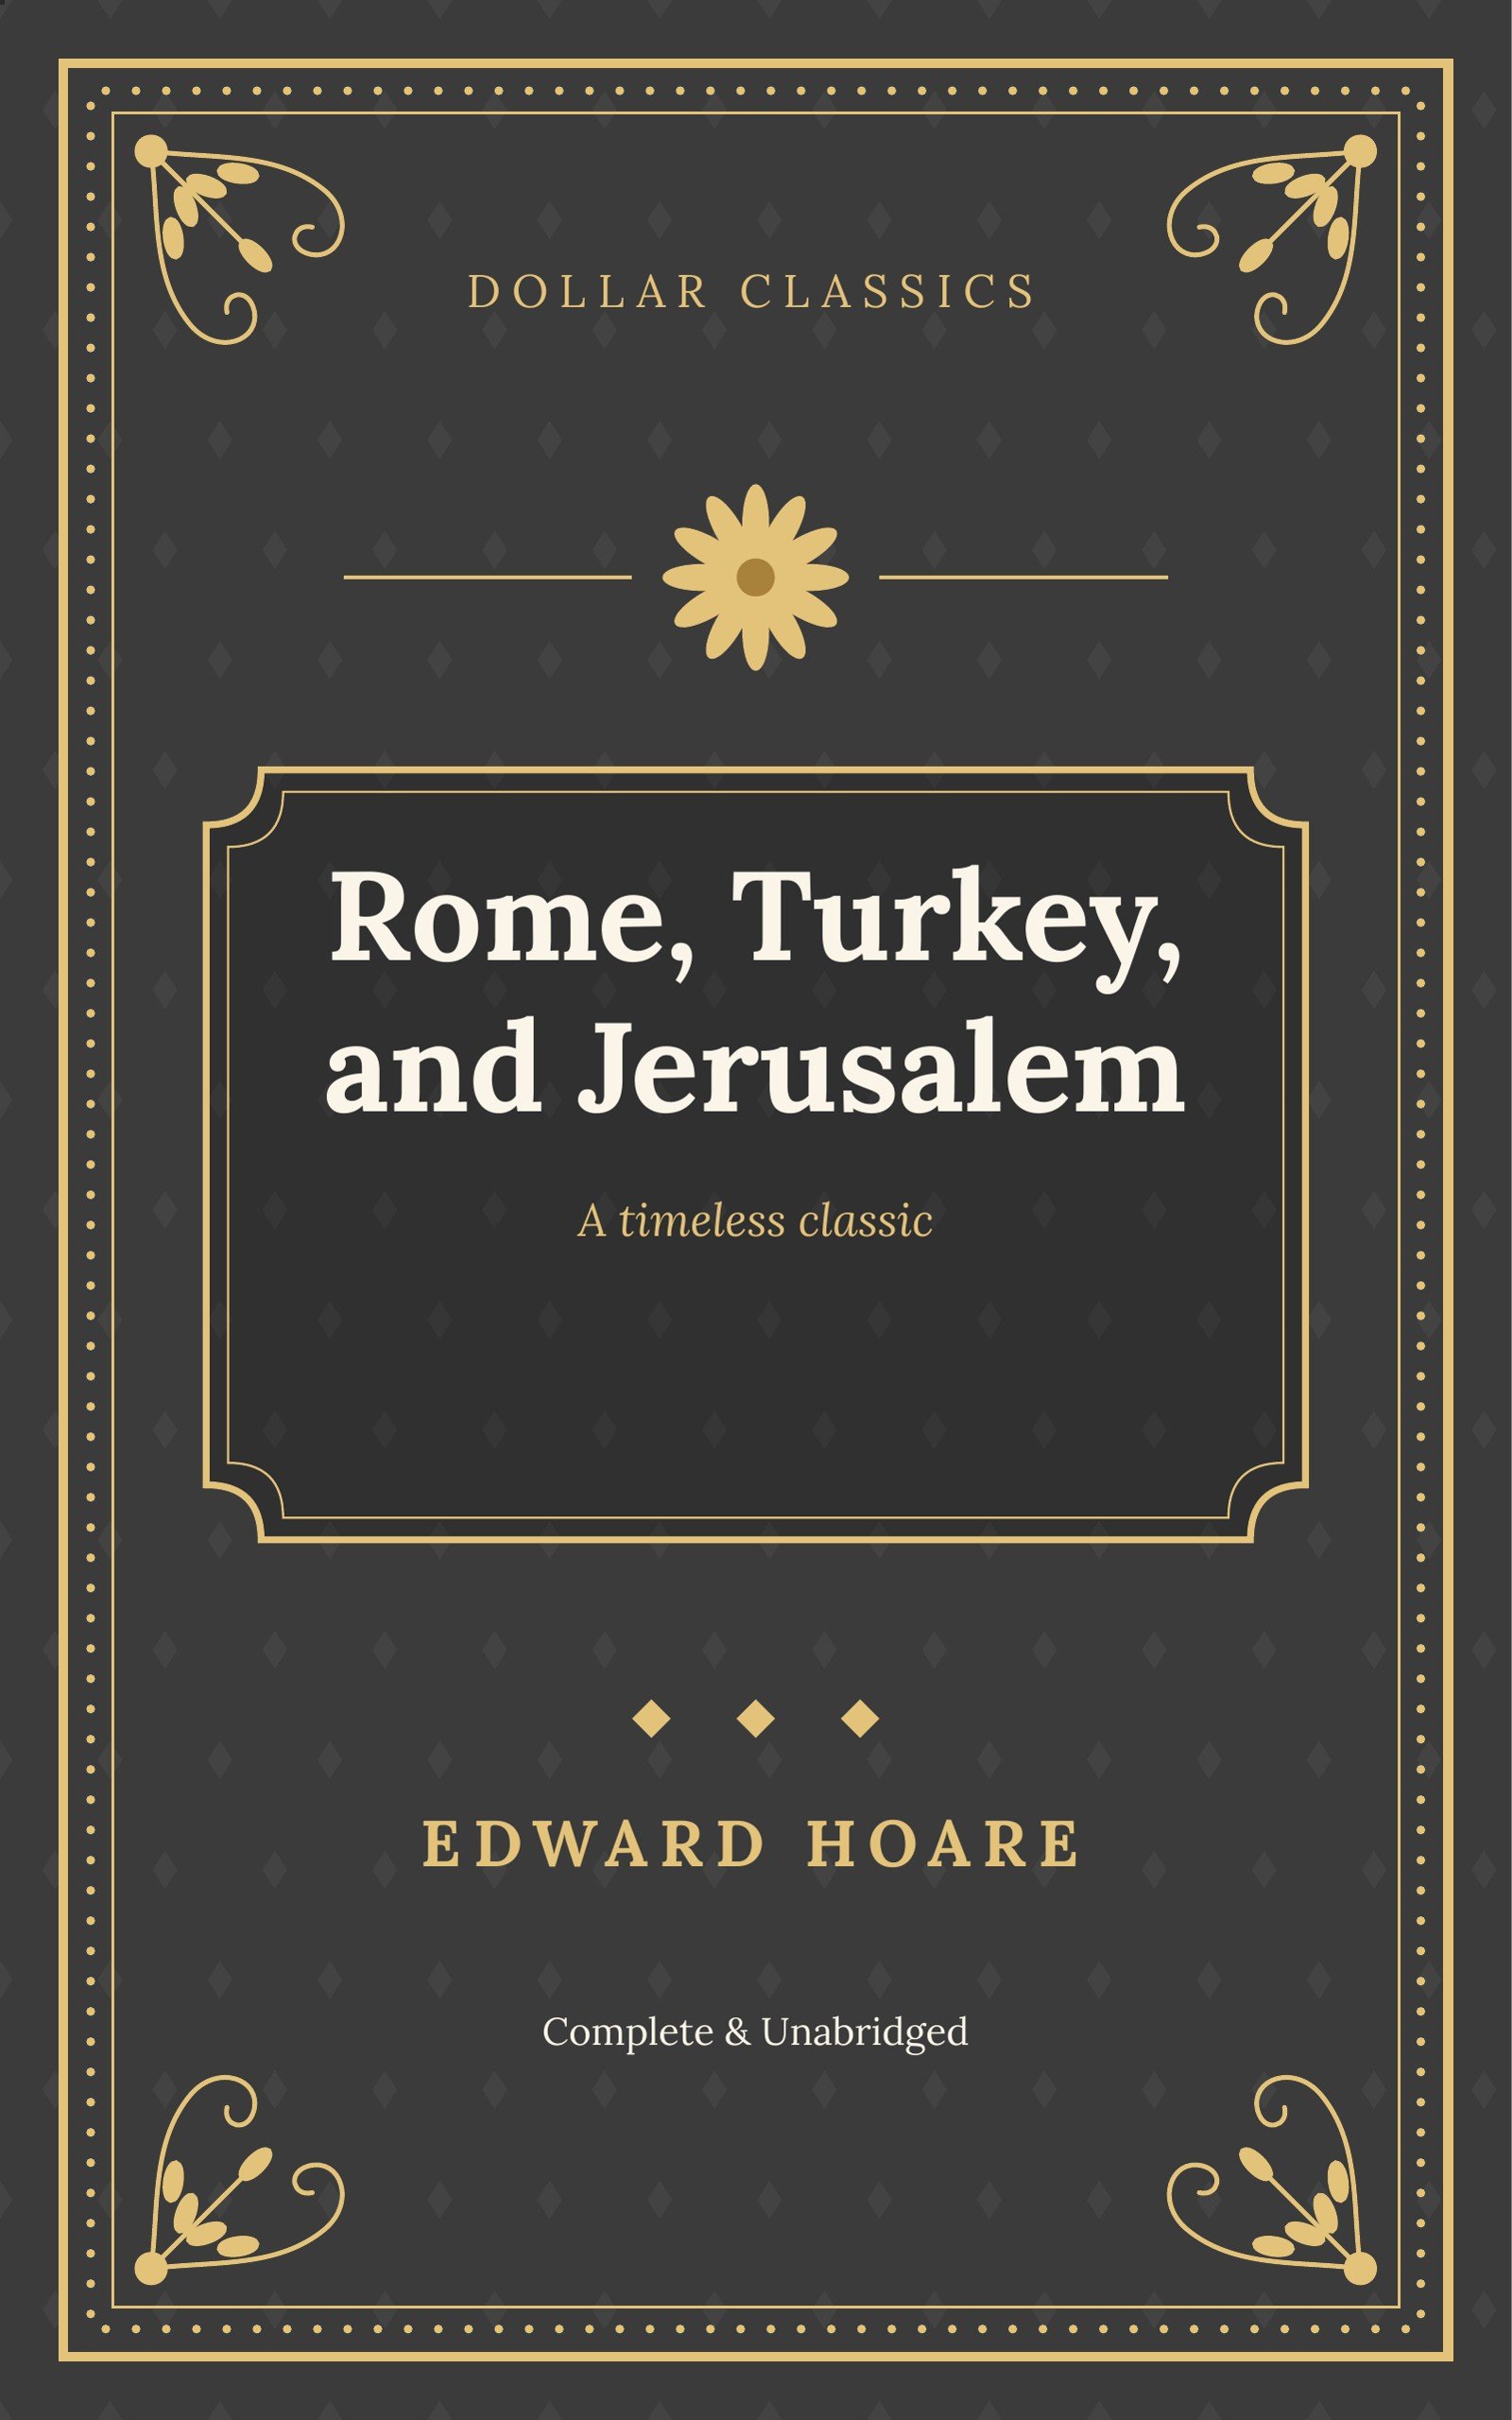 DOLLAR CLASSICS
Rome, Turkey,
and Jerusalem
A timeless classic
EDWARD HOARE
Complete & Unabridged